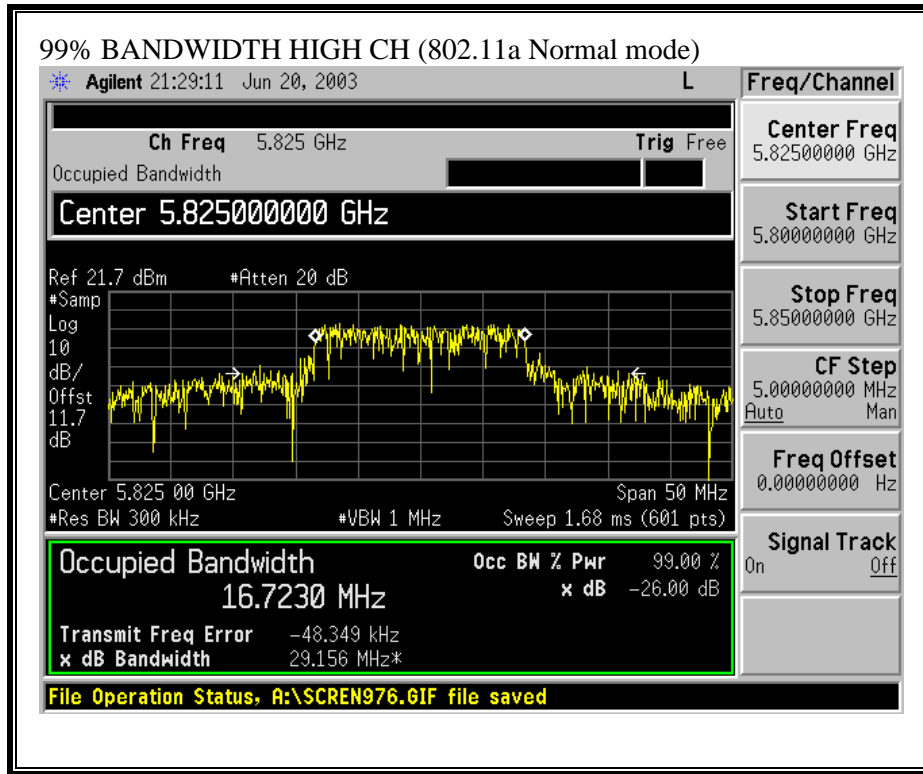 99% BANDWIDTH HIGH CH (802.11a Normal mode)
Agilent 21:29:11 Jun 20, 2003 L
Freq/Channel
Ch Freq 5.825 GHz Trig Free
Occupied Bandwidth
Center 5.825000000 GHz
Ref 21.7 dBm #Atten 20 dB
#Samp
Log
10
dB/
Offst
11.7
dB
Center 5.825 00 GHz Span 50 MHz
#Res BW 300 kHz #VBW 1 MHz Sweep 1.68 ms (601 pts)
Occupied Bandwidth
16.7230 MHz
Occ BW % Pwr 99.00 %
x dB -26.00 dB
Transmit Freq Error -48.349 kHz
x dB Bandwidth 29.156 MHz*
File Operation Status, A:\SCREN976.GIF file saved
Center Freq
5.82500000 GHz
Start Freq
5.80000000 GHz
Stop Freq
5.85000000 GHz
CF Step
5.00000000 MHz
Auto Man
Freq Offset
0.00000000 Hz
Signal Track
On Off